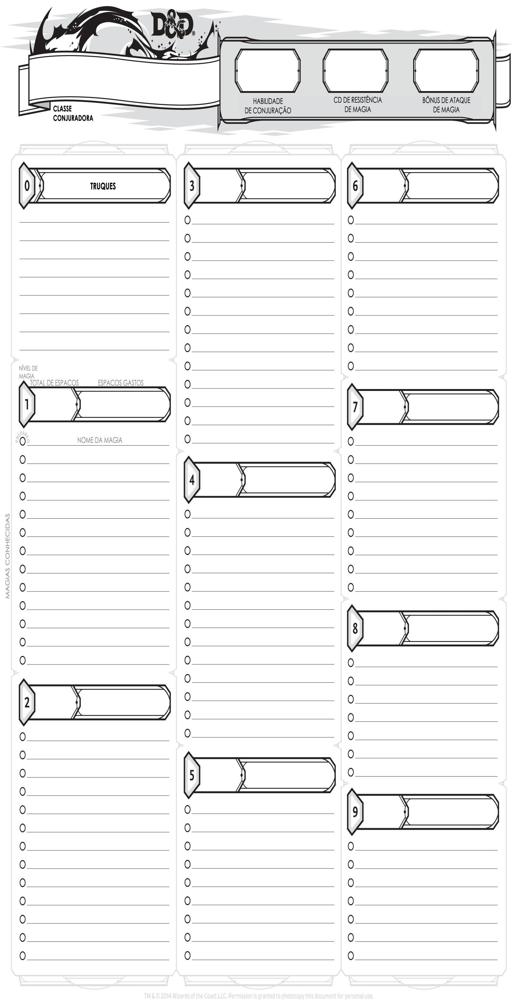 D&D®
CLASSE
CONJURADORA
HABILIDADE
DE CONJURAÇÃO
CD DE RESISTÊNCIA
DE MAGIA
BÔNUS DE ATAQUE
DE MAGIA
0
TRUQUES
NÍVEL DE
MAGIA
TOTAL DE ESPAÇOS
ESPAÇOS GASTOS
1
PREPARED
NOME DA MAGIA
MAGIAS CONHECIDAS
2
3
4
5
6
7
8
9
TM & © 2014 Wizards of the Coast LLC. Permission is granted to photocopy this document for personal use.